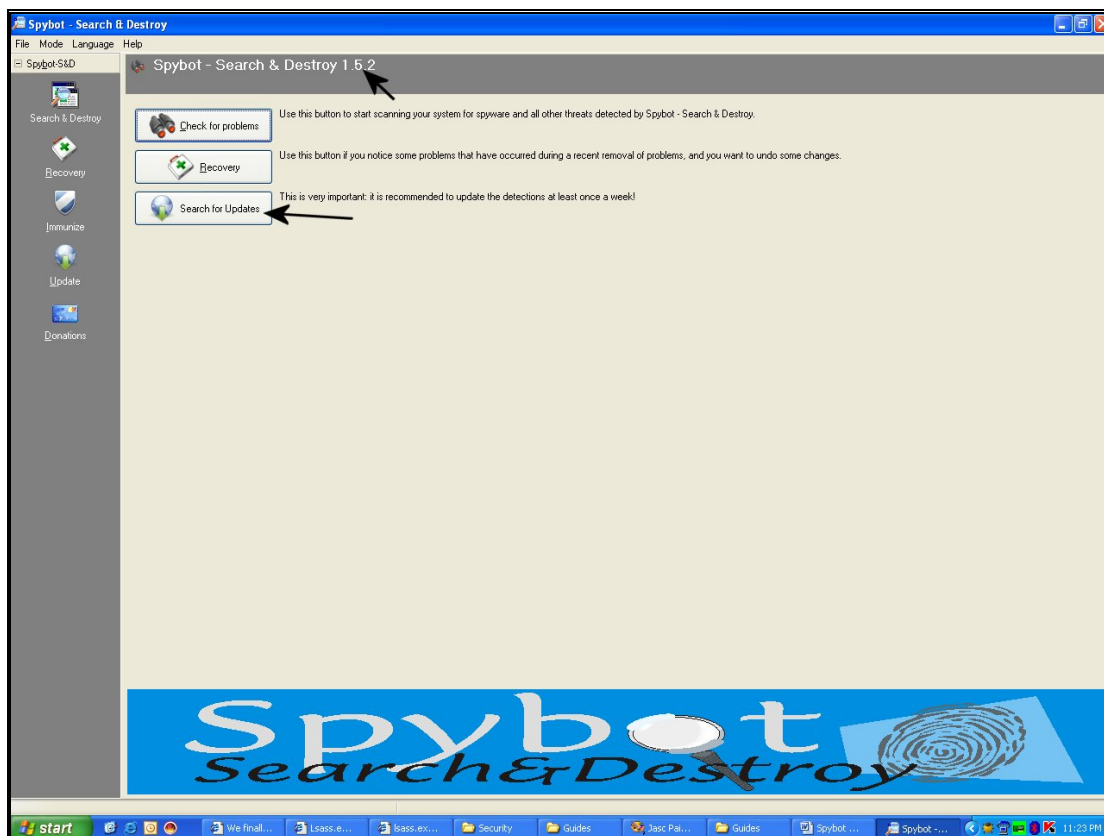 Spybot - Search & Destroy
File Mode Language Help
Spybot-S&D
Spybot - Search & Destroy 1.5.2
Search & Destroy
Recovery
Immunize
Update
Donations
Check for problems
Use this button to start scanning your system for spyware and all other threats detected by Spybot - Search & Destroy.
Recovery
Use this button if you notice some problems that have occurred during a recent removal of problems, and you want to undo some changes.
Search for Updates
This is very important: it is recommended to update the detections at least once a week!
Spybot
Search&Destroy
start We finall... Lsass.e... lsass.ex... Security Guides Jasc Pai... Guides Spybot ... Spybot -... 11:23 PM